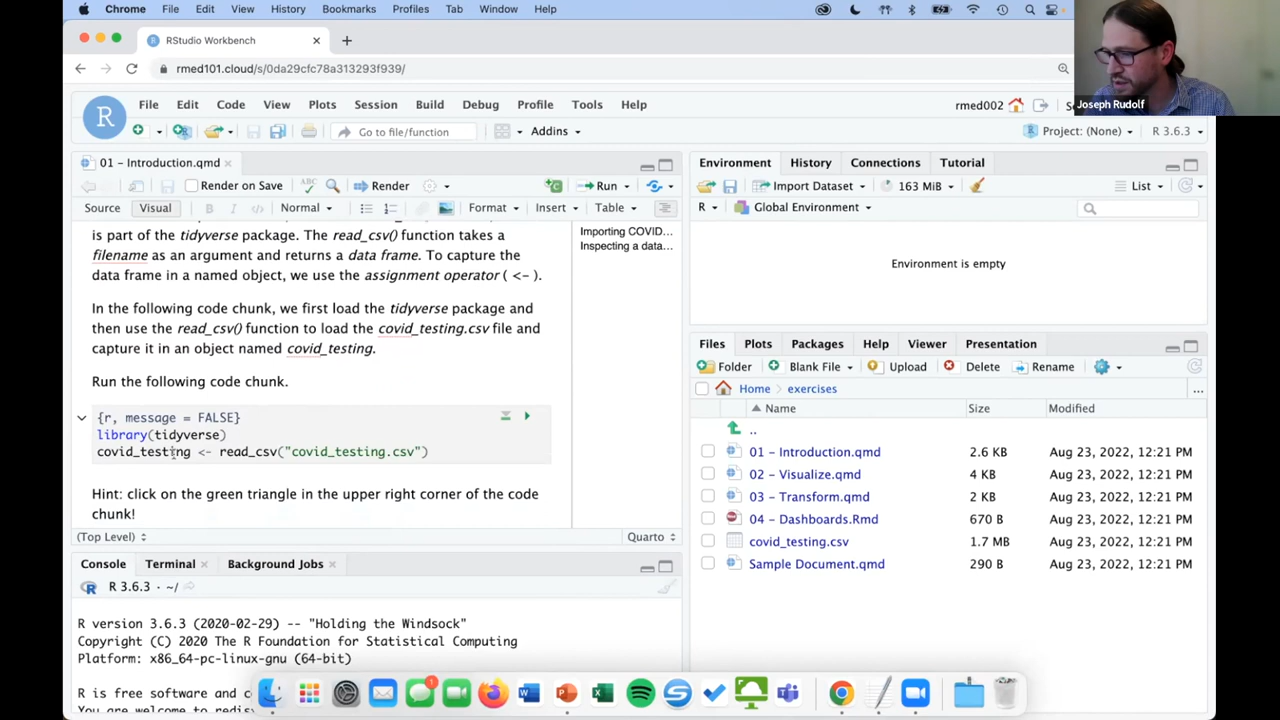 Chrome File Edit View History Bookmarks Profiles Tab Window Help
RStudio Workbench
rmed101.cloud/s/0da29cfc78a313293f939/
Joseph Rudolf
R File Edit Code View Plots Session Build Debug Profile Tools Help rmed002
Go to file/function Addins Project: (None) R 3.6.3
01 - Introduction.qmd
Render on Save ABC Render Run
Source Visual B I </> Normal Format Insert Table
is part of the tidyverse package. The read_csv() function takes a
filename as an argument and returns a data frame. To capture the
data frame in a named object, we use the assignment operator ( <- ).
In the following code chunk, we first load the tidyverse package and
then use the read_csv() function to load the covid_testing.csv file and
capture it in an object named covid_testing.
Run the following code chunk.
{r, message = FALSE}
library(tidyverse)
covid_testing <- read_csv("covid_testing.csv")
Hint: click on the green triangle in the upper right corner of the code
chunk!
(Top Level) Quarto
Importing COVID...
Inspecting a data...
Console Terminal Background Jobs
R R 3.6.3 · ~/
R version 3.6.3 (2020-02-29) -- "Holding the Windsock"
Copyright (C) 2020 The R Foundation for Statistical Computing
Platform: x86_64-pc-linux-gnu (64-bit)
R is free software and
You are welcome to
Environment History Connections Tutorial
Import Dataset 163 MiB List
R Global Environment
Environment is empty
Files Plots Packages Help Viewer Presentation
Folder Blank File Upload Delete Rename
Home exercises ...
Name Size Modified
..
01 - Introduction.qmd 2.6 KB Aug 23, 2022, 12:21 PM
02 - Visualize.qmd 4 KB Aug 23, 2022, 12:21 PM
03 - Transform.qmd 2 KB Aug 23, 2022, 12:21 PM
04 - Dashboards.Rmd 670 B Aug 23, 2022, 12:21 PM
covid_testing.csv 1.7 MB Aug 23, 2022, 12:21 PM
Sample Document.qmd 290 B Aug 23, 2022, 12:21 PM